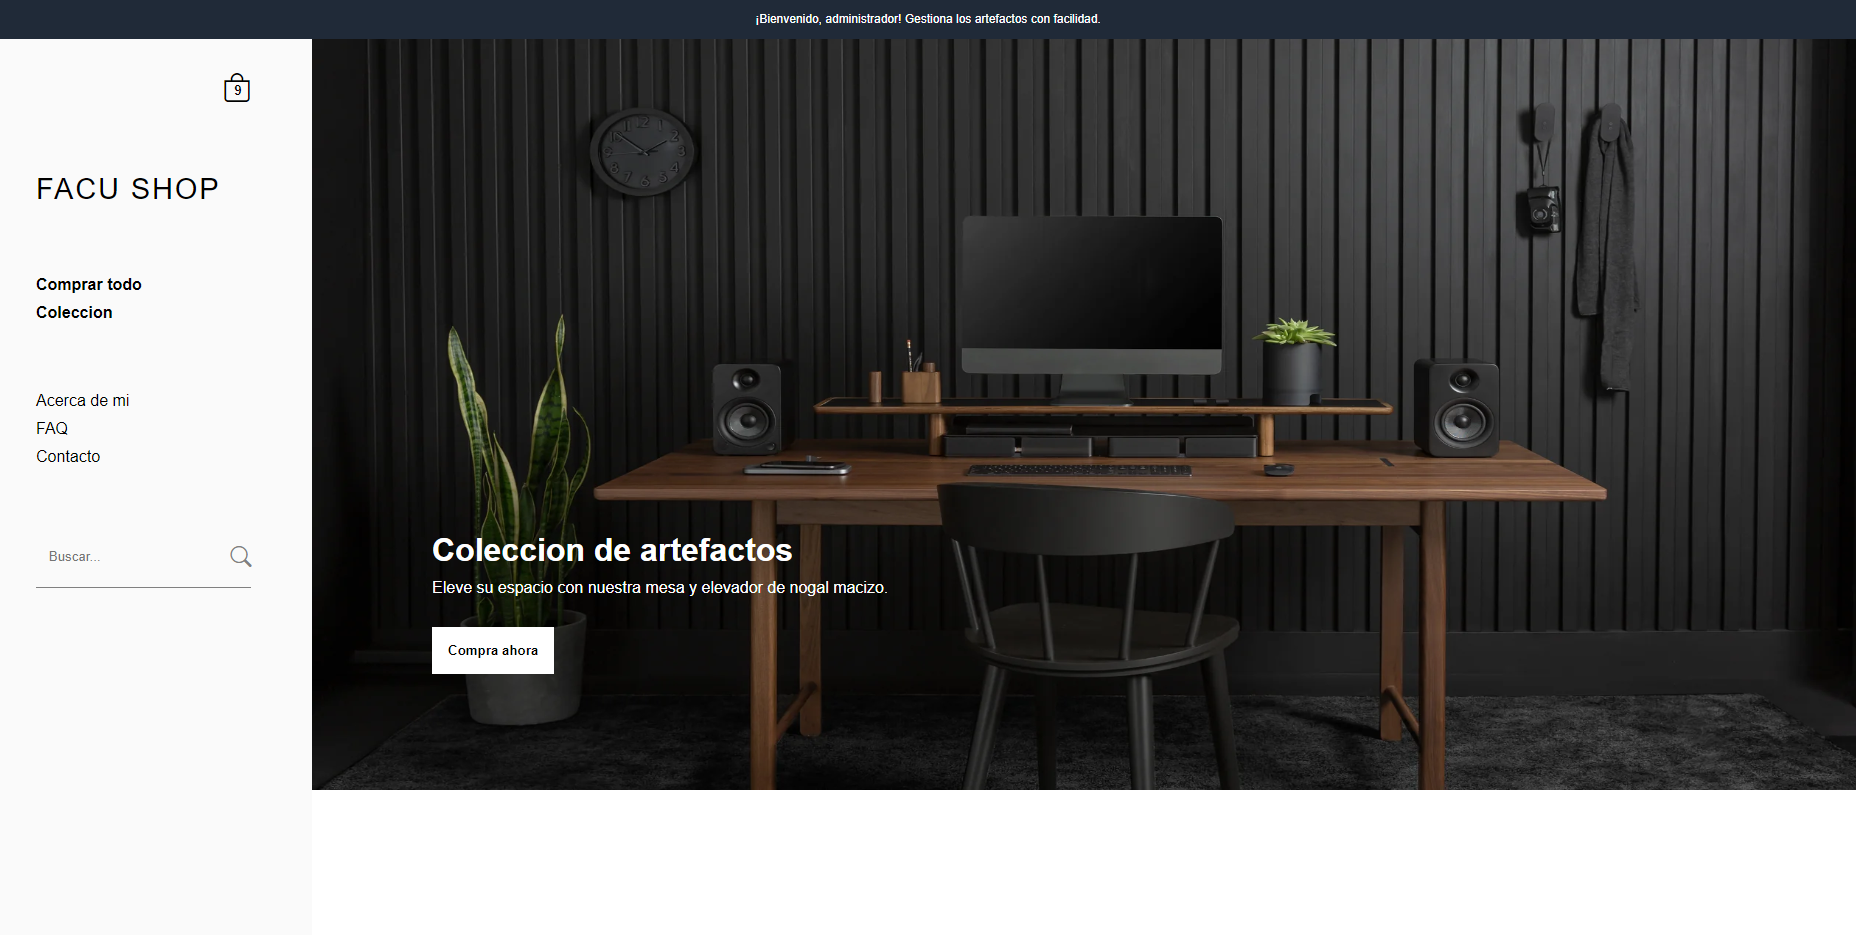 ¡Bienvenido, administrador! Gestiona los artefactos con facilidad.
9
FACU SHOP
Comprar todo
Coleccion
Acerca de mi
FAQ
Contacto
Buscar...
Coleccion de artefactos
Eleve su espacio con nuestra mesa y elevador de nogal macizo.
Compra ahora